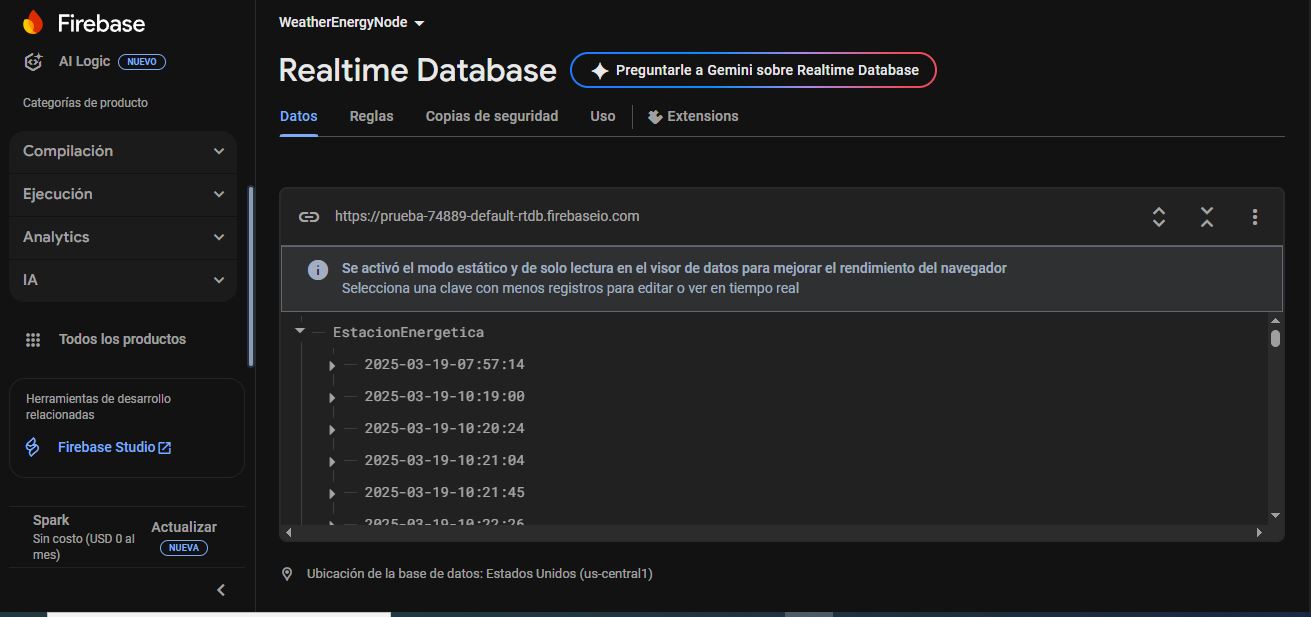 Firebase
AI Logic NUEVO
Categorías de producto
Compilación
Ejecución
Analytics
IA
Todos los productos
Herramientas de desarrollo
relacionadas
Firebase Studio
Spark
Sin costo (USD 0 al
mes)
Actualizar
NUEVA
WeatherEnergyNode
Realtime Database
Preguntarle a Gemini sobre Realtime Database
Datos Reglas Copias de seguridad Uso Extensions
https://prueba-74889-default-rtdb.firebaseio.com
Se activó el modo estático y de solo lectura en el visor de datos para mejorar el rendimiento del navegador
Selecciona una clave con menos registros para editar o ver en tiempo real
EstacionEnergetica
2025-03-19-07:57:14
2025-03-19-10:19:00
2025-03-19-10:20:24
2025-03-19-10:21:04
2025-03-19-10:21:45
2025-03-19-10:22:26
Ubicación de la base de datos: Estados Unidos (us-central1)